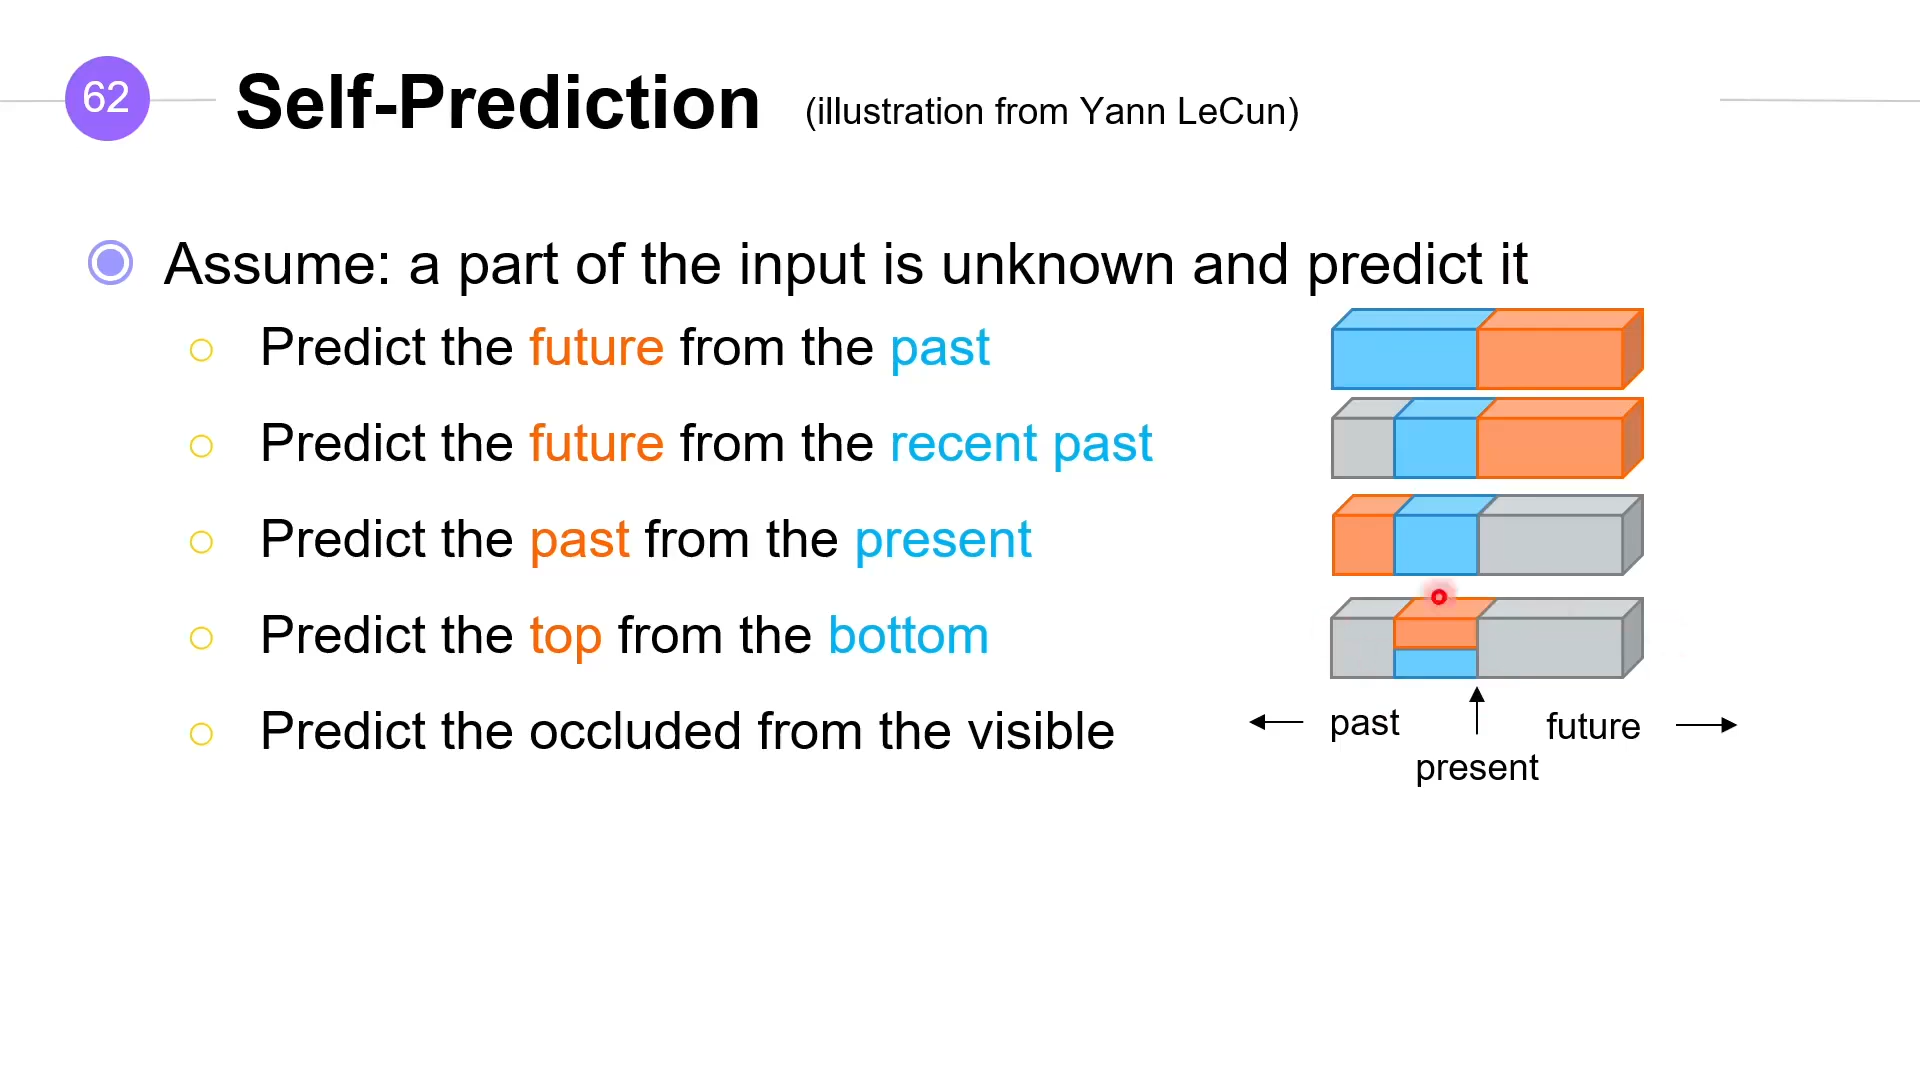 62
Self-Prediction (illustration from Yann LeCun)
Assume: a part of the input is unknown and predict it
Predict the future from the past
Predict the future from the recent past
Predict the past from the present
Predict the top from the bottom
Predict the occluded from the visible
past
future
present